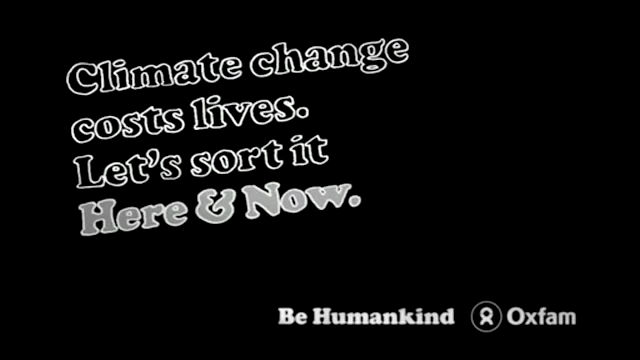 Climate change
costs lives.
Let's sort it
Here & Now.
Be Humankind Oxfam